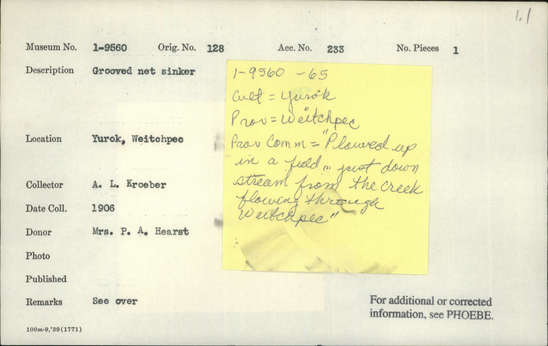 1.1
Museum No. 1-9560 Orig. No. 128 Acc. No. 233 No. Pieces 1
Description Grooved net sinker
1-9560 -65
Cult = Yurok
Prov = Weitchpec
Prov Comm = "Plowed up
in a field... just down
stream from the creek
flowing through
Weitchpec"
Location Yurok, Weitchpec
Collector A. L. Kroeber
Date Coll. 1906
Donor Mrs. P. A. Hearst
Photo
Published
Remarks See over
For additional or corrected
information, see PHOEBE.
100m-9,'39(1771)